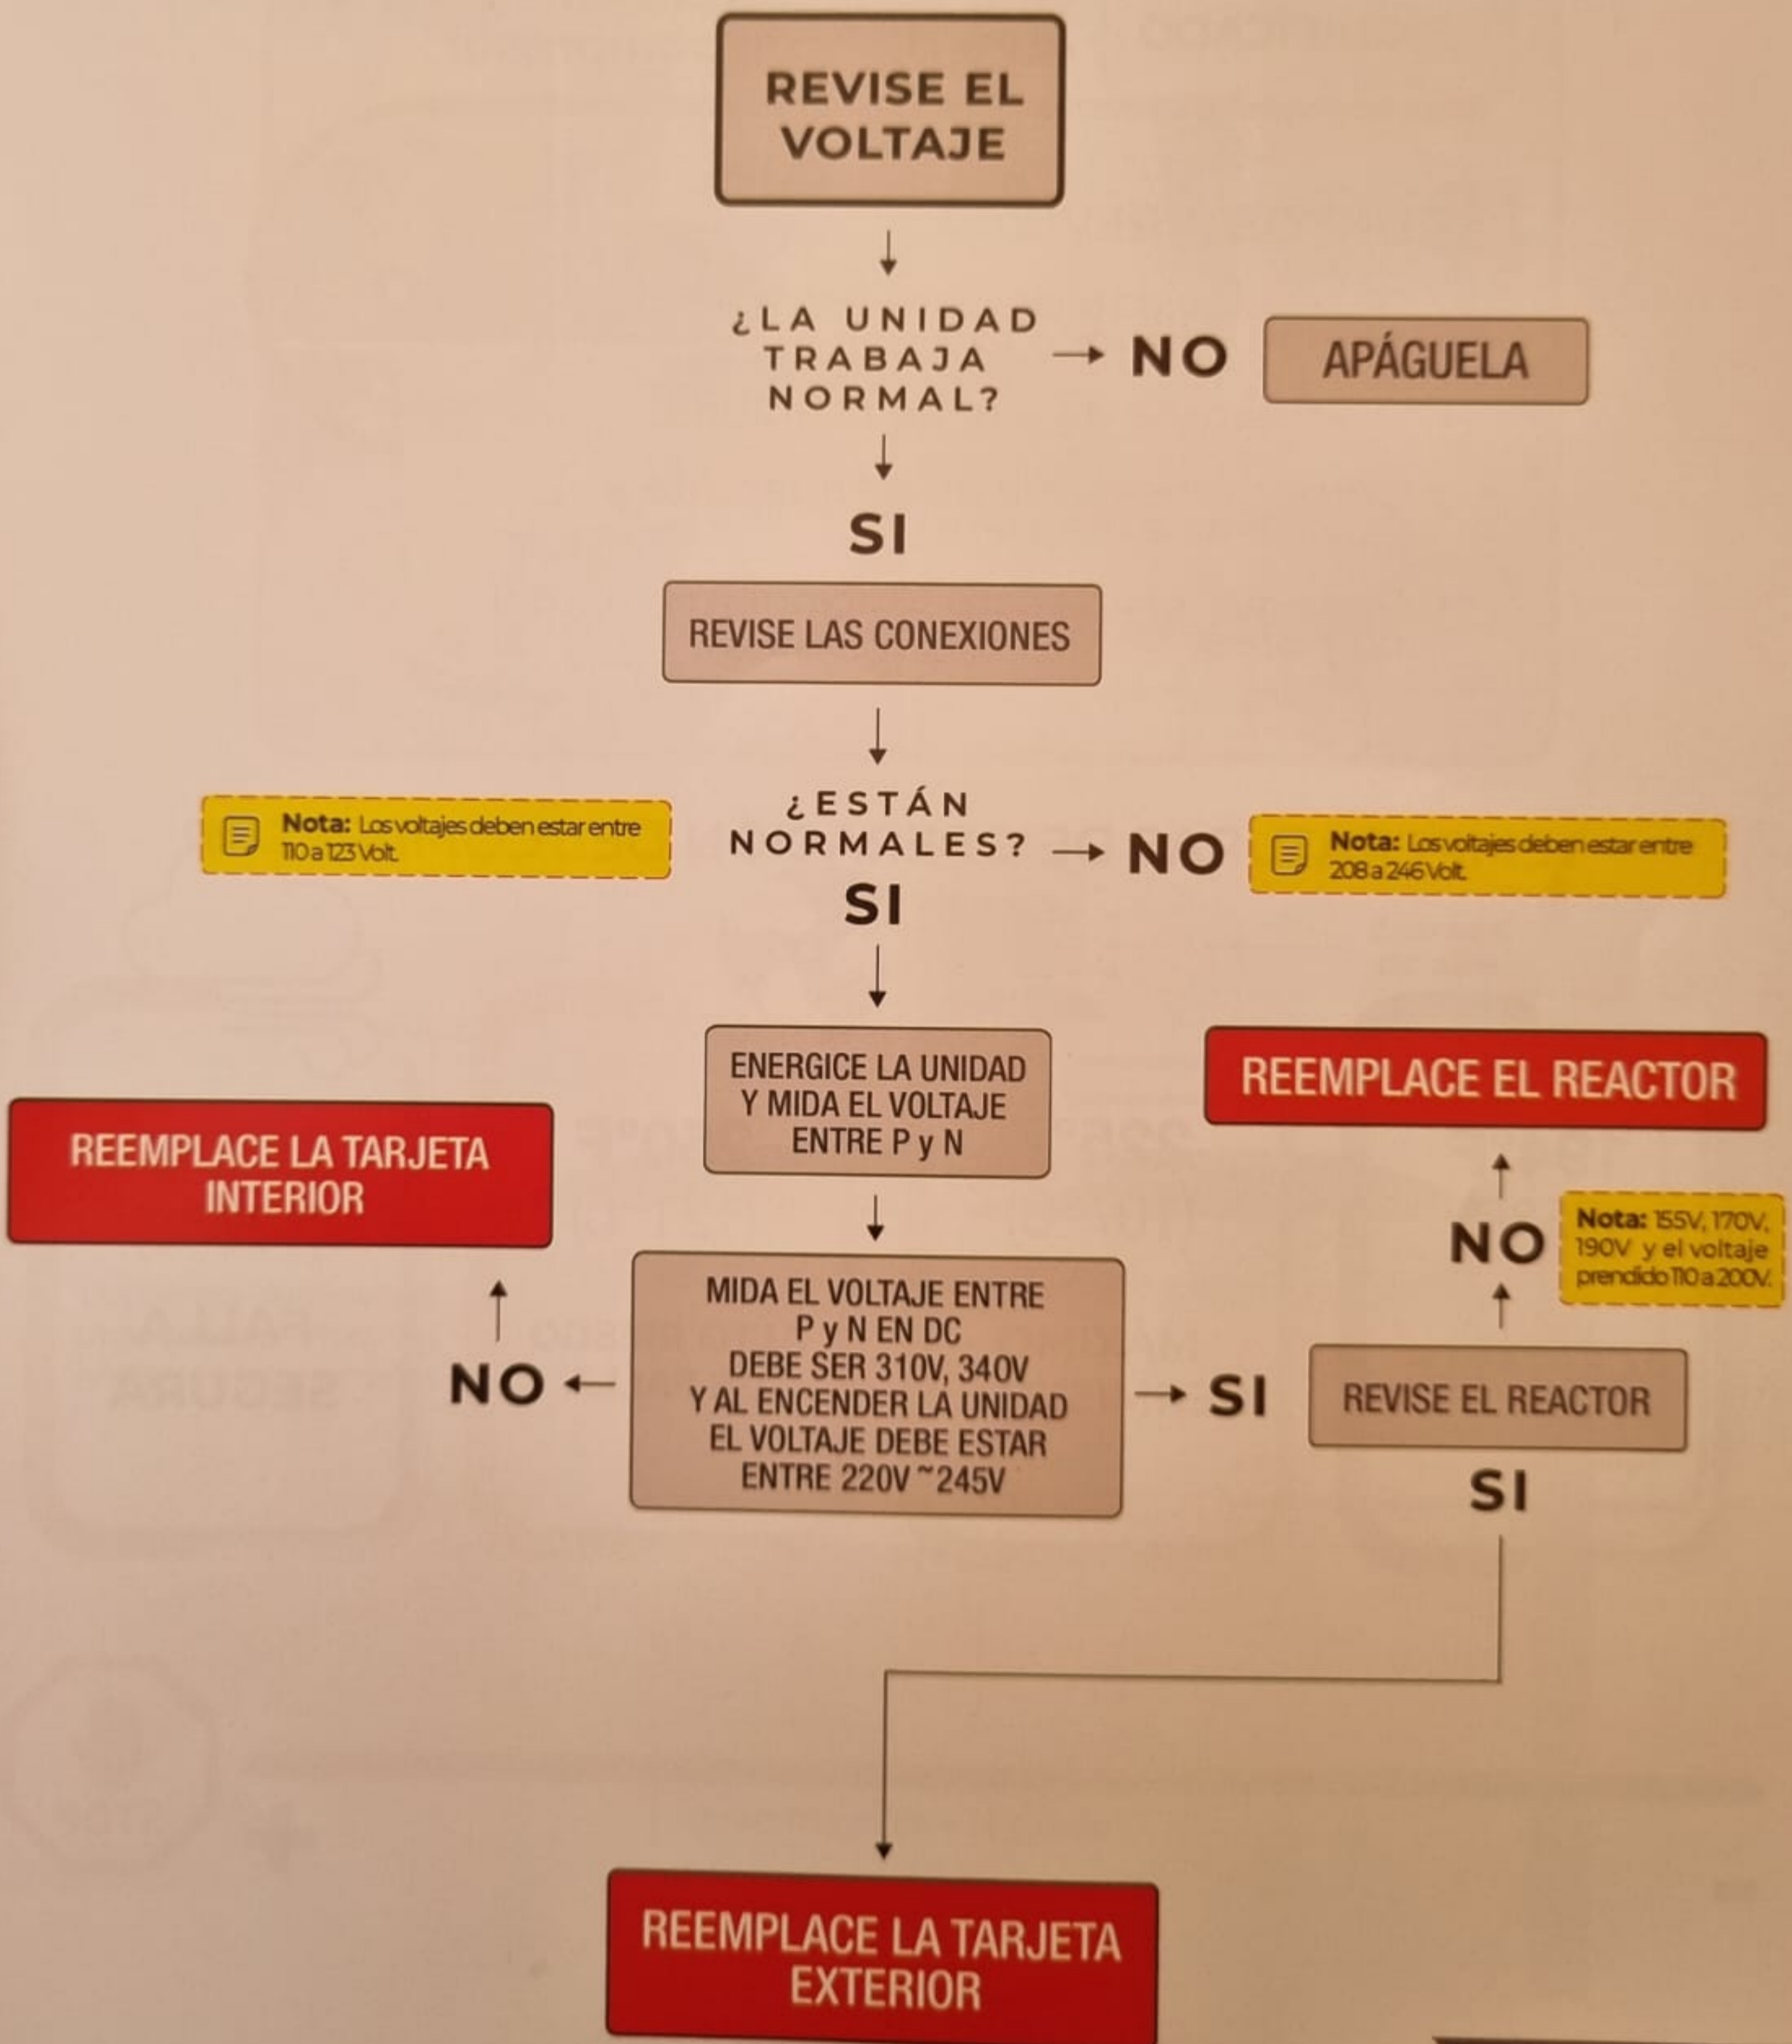 REVISE EL
VOLTAJE
¿LA UNIDAD
TRABAJA
NORMAL?
NO
APÁGUELA
SI
REVISE LAS CONEXIONES
Nota: Los voltajes deben estar entre
110 a 123 Volt.
¿ESTÁN
NORMALES?
NO
Nota: Los voltajes deben estar entre
208 a 246 Volt.
SI
ENERGICE LA UNIDAD
Y MIDA EL VOLTAJE
ENTRE P y N
REEMPLACE EL REACTOR
REEMPLACE LA TARJETA
INTERIOR
NO
Nota: 155V, 170V,
190V y el voltaje
prendido 110 a 200V.
MIDA EL VOLTAJE ENTRE
P y N EN DC
DEBE SER 310V, 340V
Y AL ENCENDER LA UNIDAD
EL VOLTAJE DEBE ESTAR
ENTRE 220V ~245V
NO
SI
REVISE EL REACTOR
SI
REEMPLACE LA TARJETA
EXTERIOR